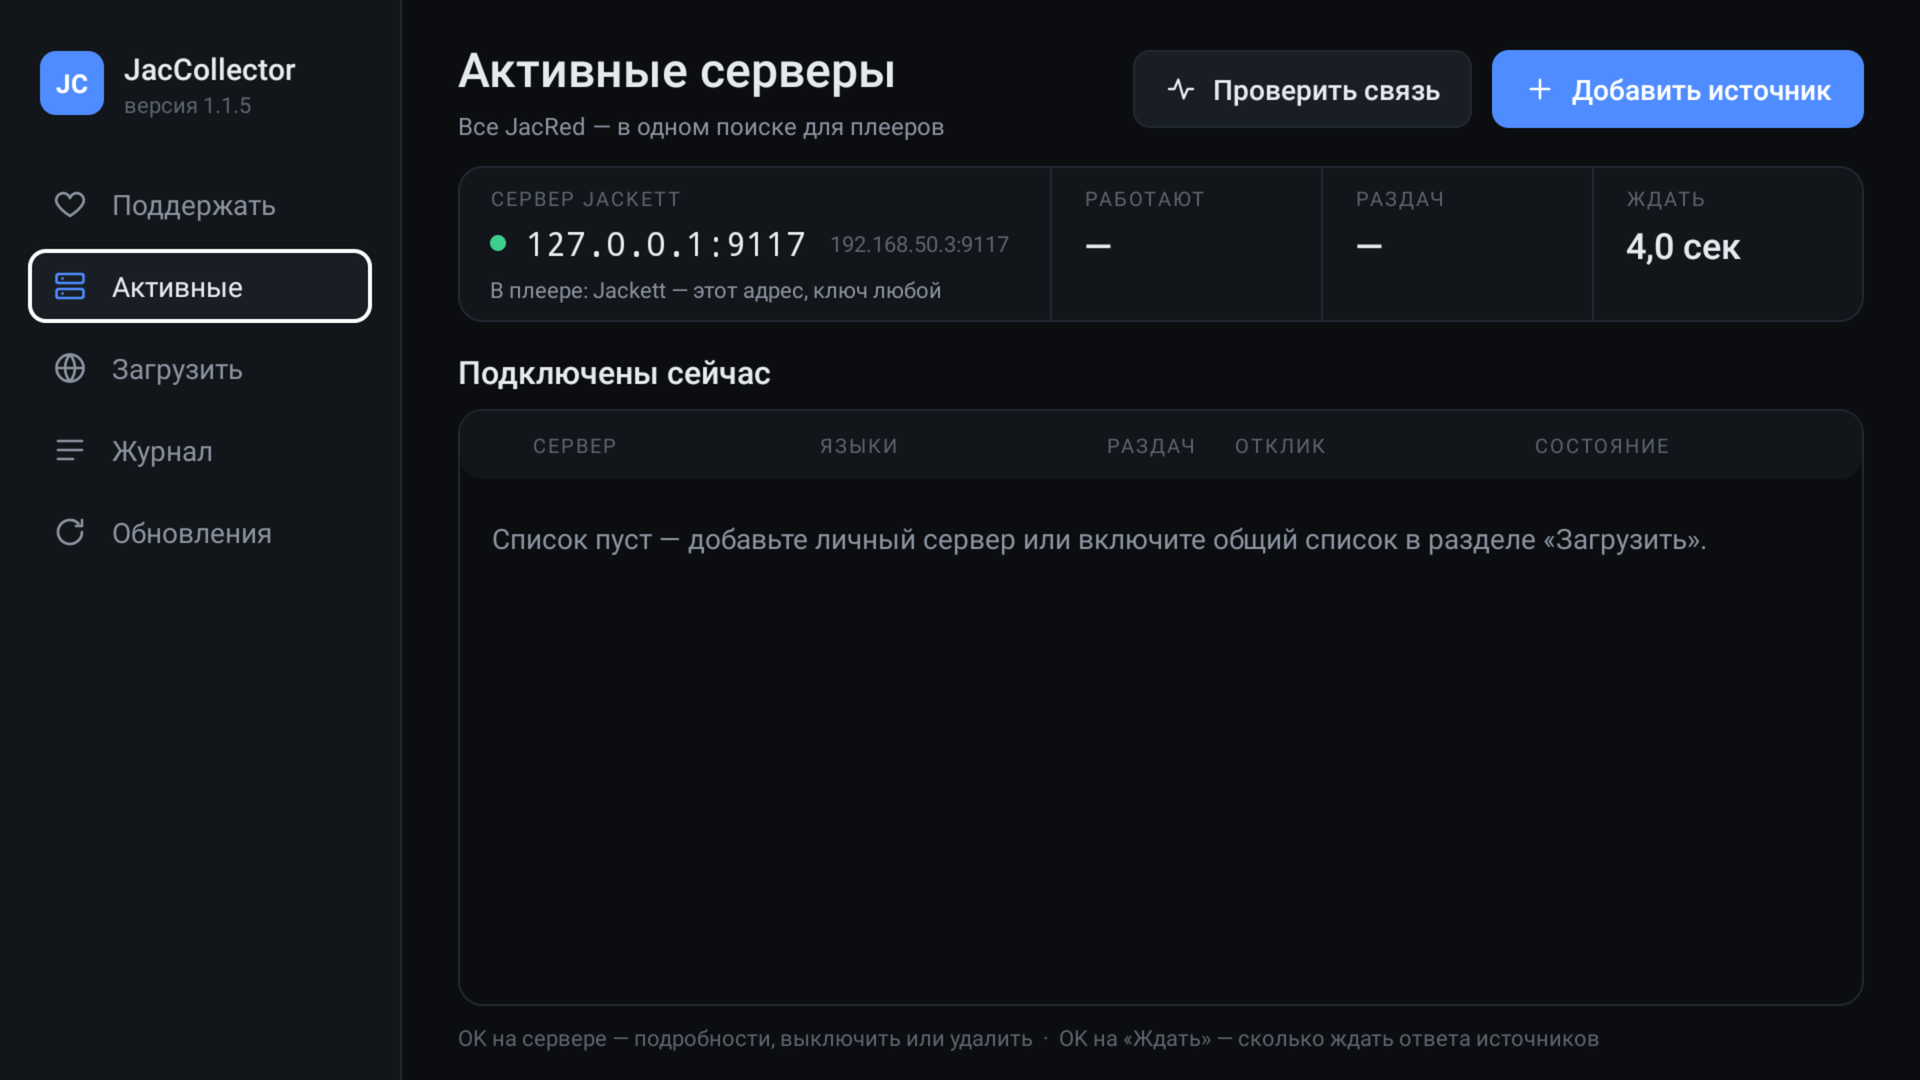 JC
JacCollector
версия 1.1.5
Поддержать
Активные
Загрузить
Журнал
Обновления
Активные серверы
Все JacRed — в одном поиске для плееров
Проверить связь
Добавить источник
СЕРВЕР JACKETT
127.0.0.1:9117 192.168.50.3:9117
В плеере: Jackett — этот адрес, ключ любой
РАБОТАЮТ
—
РАЗДАЧ
—
ЖДАТЬ
4,0 сек
Подключены сейчас
СЕРВЕР ЯЗЫКИ РАЗДАЧ ОТКЛИК СОСТОЯНИЕ
Список пуст — добавьте личный сервер или включите общий список в разделе «Загрузить».
ОК на сервере — подробности, выключить или удалить · ОК на «Ждать» — сколько ждать ответа источников